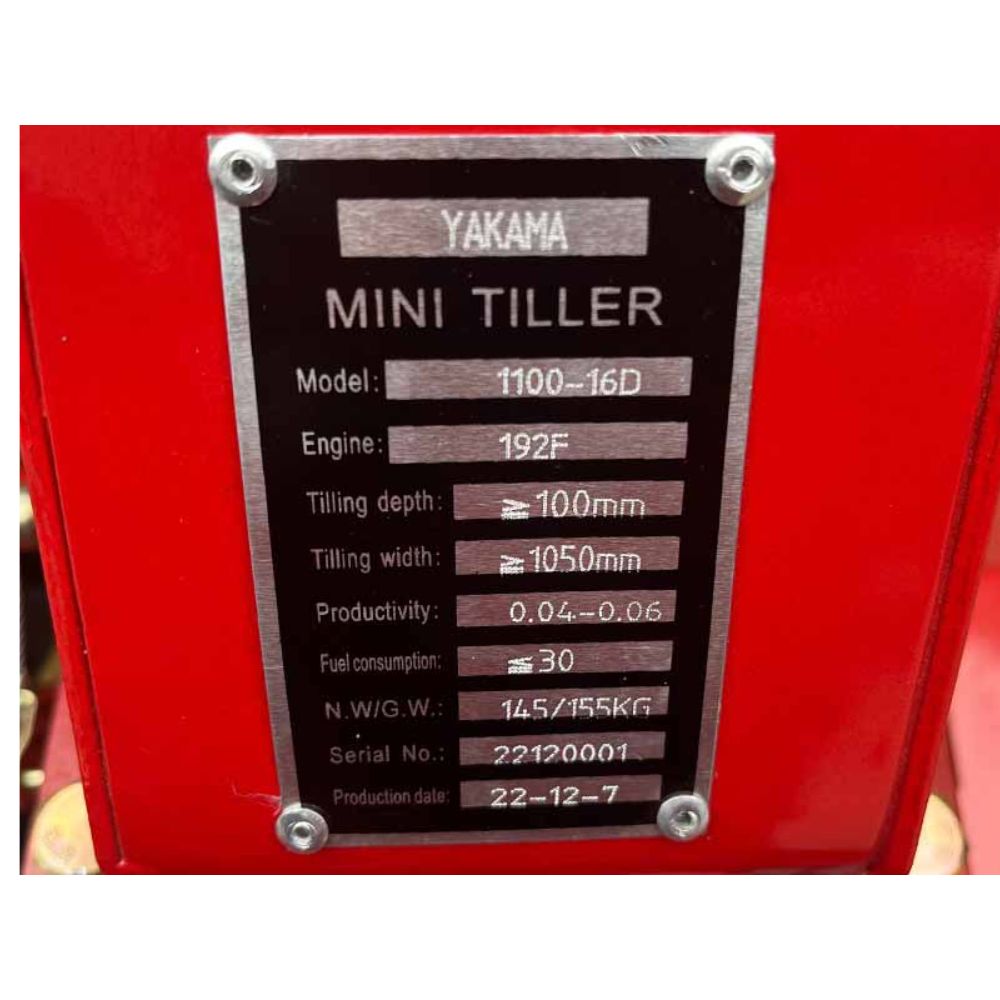 YAKAMA
MINI TILLER
Model: 1100-16D
Engine: 192F
Tilling depth: ≧100mm
Tilling width: ≧1050mm
Productivity: 0.04-0.06
Fuel consumption: ≦30
N.W/G.W.: 145/155KG
Serial No.: 22120001
Production date: 22-12-7